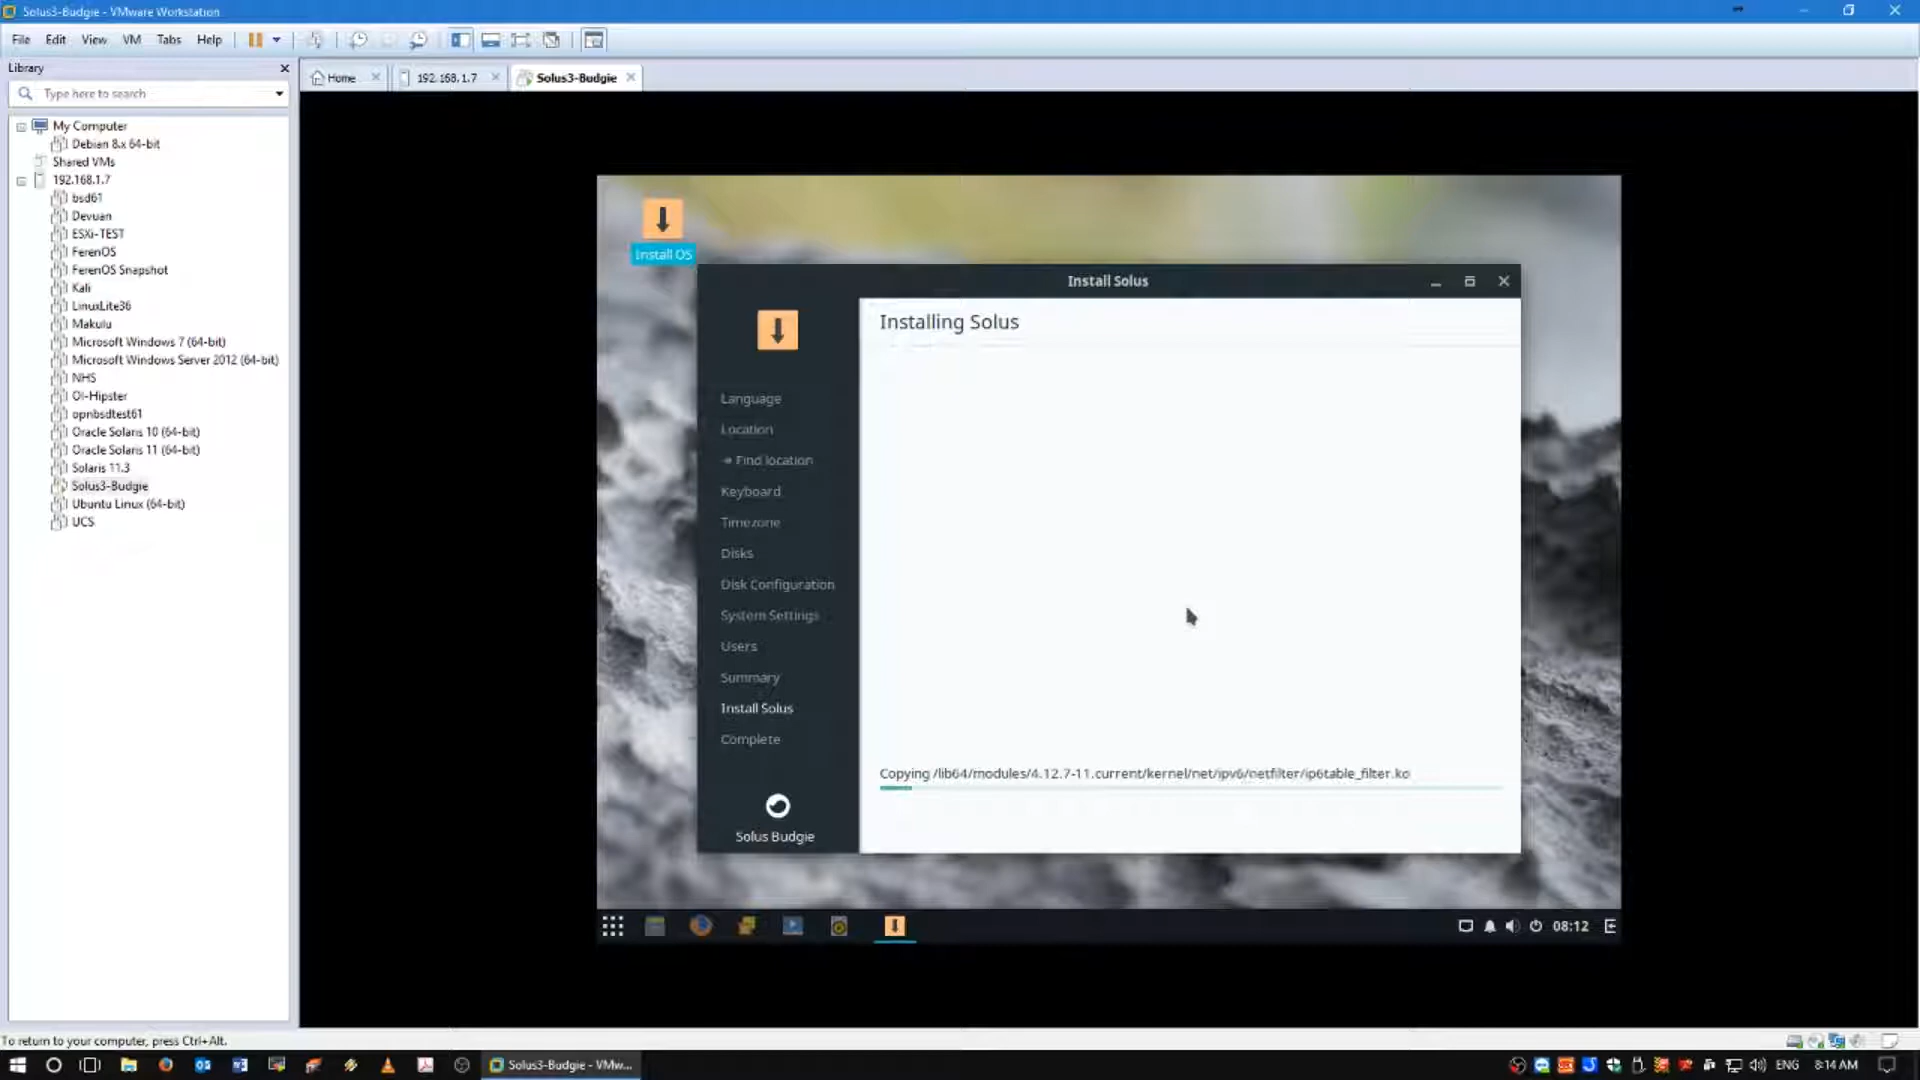 Solus3-Budgie - VMware Workstation
File Edit View VM Tabs Help
Library
Home
192.168.1.7
Solus3-Budgie
Type here to search
My Computer
Debian 8.x 64-bit
Shared VMs
192.168.1.7
bsd61
Devuan
ESXi-TEST
FerenOS
FerenOS Snapshot
Kali
LinuxLite36
Makulu
Microsoft Windows 7 (64-bit)
Microsoft Windows Server 2012 (64-bit)
NHS
OI-Hipster
opnbsdtest61
Oracle Solaris 10 (64-bit)
Oracle Solaris 11 (64-bit)
Solaris 11.3
Solus3-Budgie
Ubuntu Linux (64-bit)
UCS
Install OS
Install Solus
Installing Solus
Language
Location
Find location
Keyboard
Timezone
Disks
Disk Configuration
System Settings
Users
Summary
Install Solus
Complete
Copying /lib64/modules/4.12.7-11.current/kernel/net/ipv6/netfilter/ip6table_filter.ko
Solus Budgie
08:12
To return to your computer, press Ctrl+Alt.
Solus3-Budgie - VMw...
ENG
8:14 AM